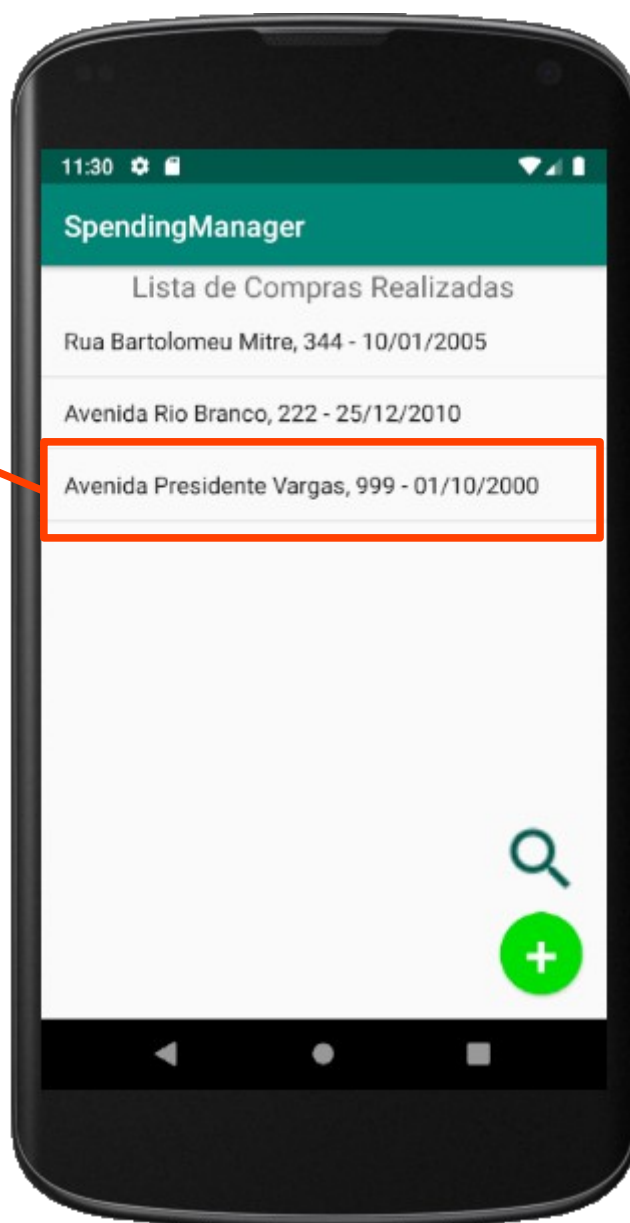 11:30
SpendingManager
Lista de Compras Realizadas
Rua Bartolomeu Mitre, 344 - 10/01/2005
Avenida Rio Branco, 222 - 25/12/2010
Avenida Presidente Vargas, 999 - 01/10/2000
+